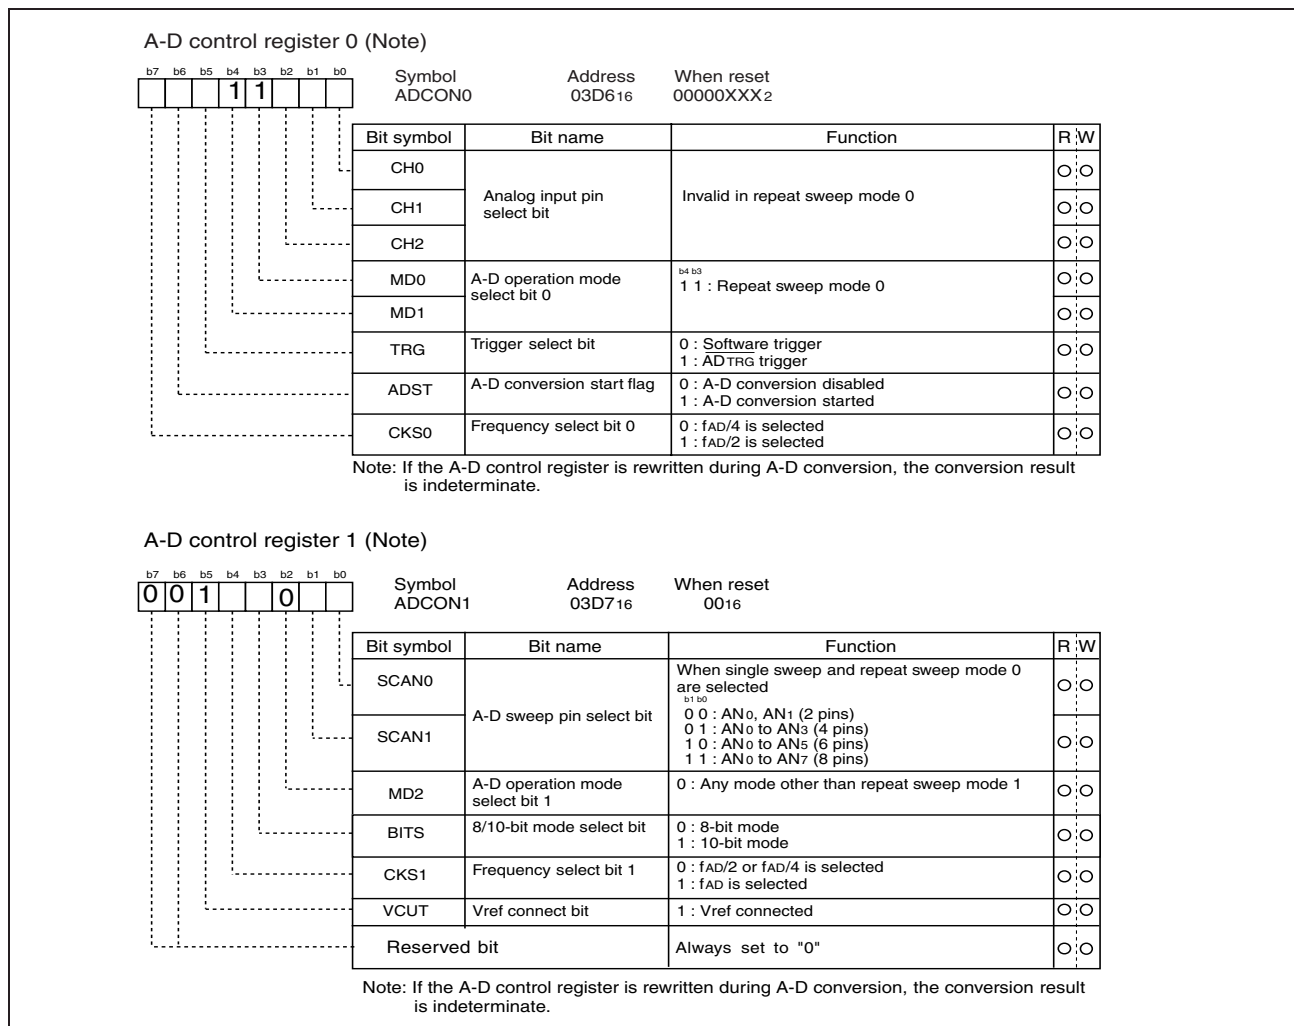 A-D control register 0 (Note)
b7 b6 b5 b4 b3 b2 b1 b0
1 1
Symbol Address When reset
ADCON0 03D616 00000XXX2
Bit symbol Bit name Function R W
CH0
CH1
CH2
Analog input pin
select bit
Invalid in repeat sweep mode 0
MD0
MD1
A-D operation mode
select bit 0
b4 b3
1 1 : Repeat sweep mode 0
TRG Trigger select bit 0 : Software trigger
1 : ADTRG trigger
ADST A-D conversion start flag 0 : A-D conversion disabled
1 : A-D conversion started
CKS0 Frequency select bit 0 0 : fAD/4 is selected
1 : fAD/2 is selected
Note: If the A-D control register is rewritten during A-D conversion, the conversion result
is indeterminate.
A-D control register 1 (Note)
b7 b6 b5 b4 b3 b2 b1 b0
0 0 1 0
Symbol Address When reset
ADCON1 03D716 0016
Bit symbol Bit name Function R W
SCAN0
SCAN1
A-D sweep pin select bit
When single sweep and repeat sweep mode 0
are selected
b1 b0
0 0 : AN0, AN1 (2 pins)
0 1 : AN0 to AN3 (4 pins)
1 0 : AN0 to AN5 (6 pins)
1 1 : AN0 to AN7 (8 pins)
MD2 A-D operation mode
select bit 1
0 : Any mode other than repeat sweep mode 1
BITS 8/10-bit mode select bit 0 : 8-bit mode
1 : 10-bit mode
CKS1 Frequency select bit 1 0 : fAD/2 or fAD/4 is selected
1 : fAD is selected
VCUT Vref connect bit 1 : Vref connected
Reserved bit Always set to "0"
Note: If the A-D control register is rewritten during A-D conversion, the conversion result
is indeterminate.